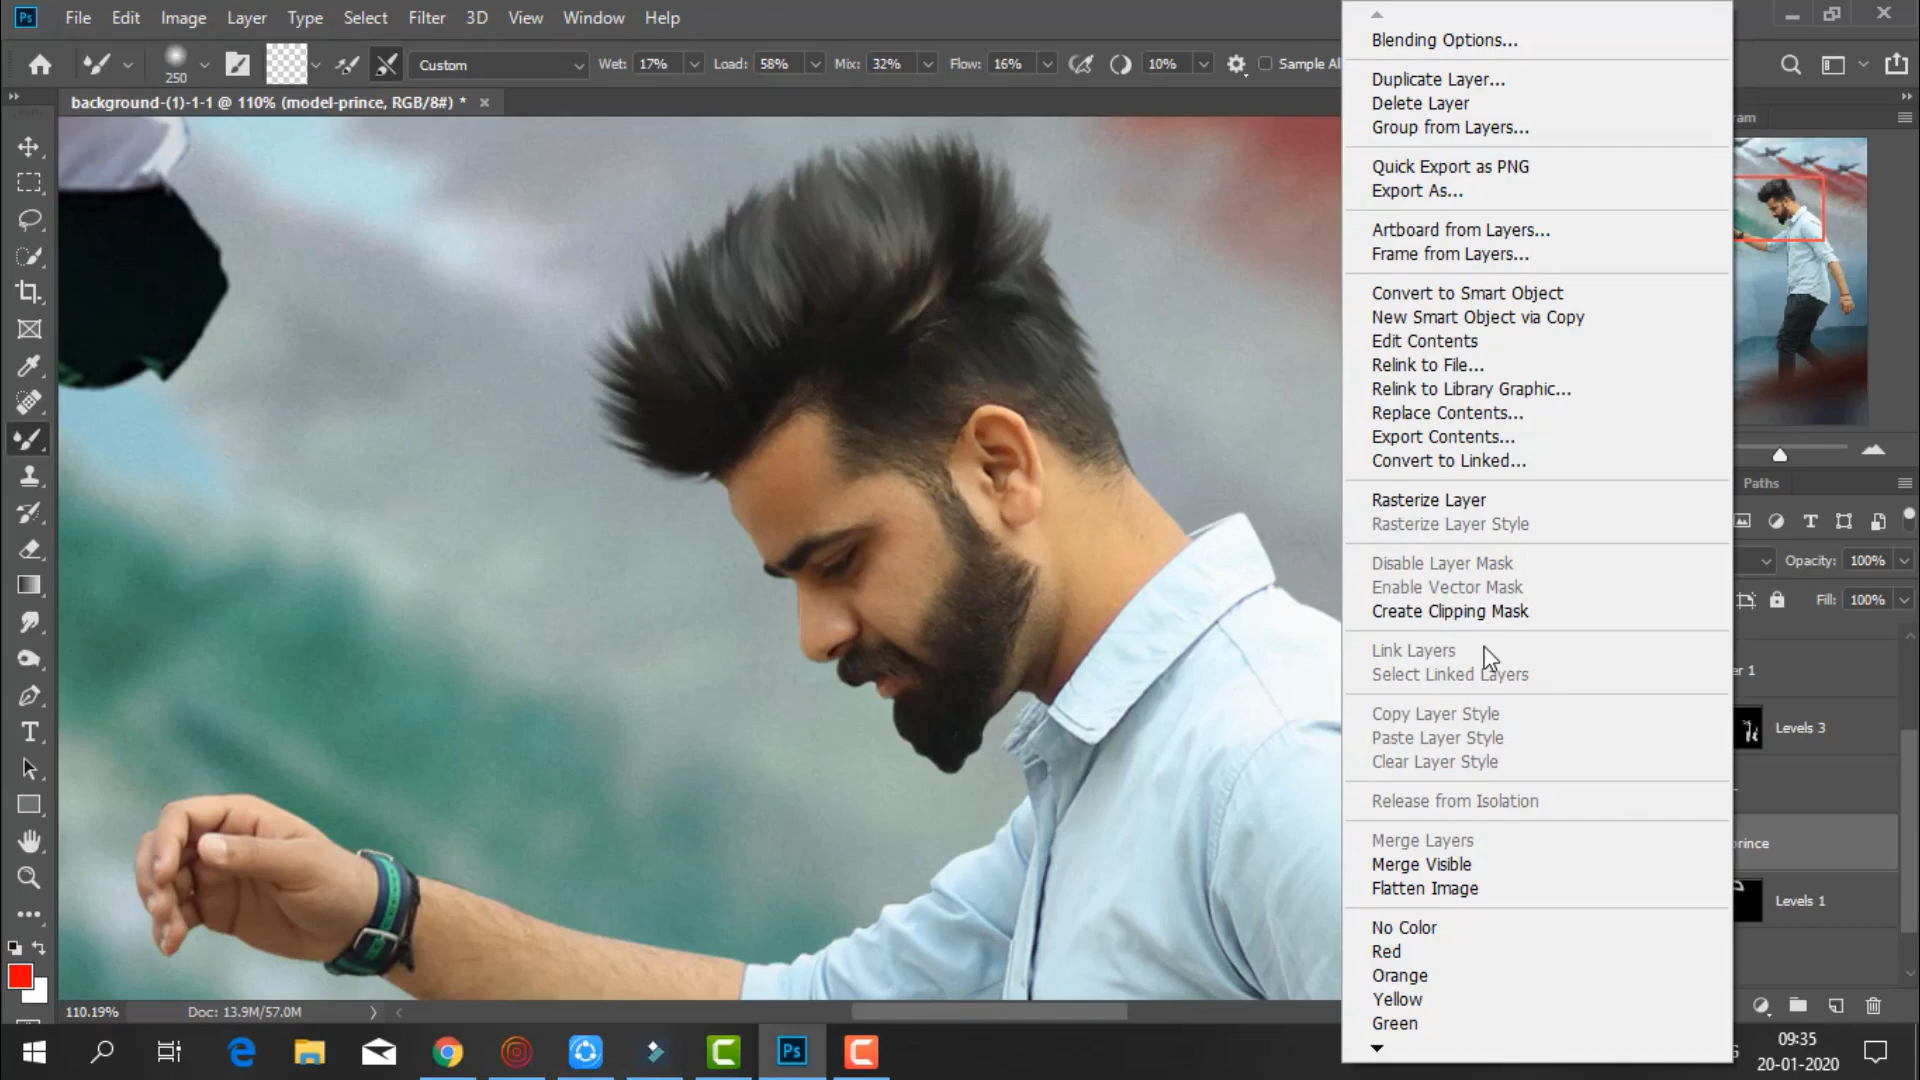 Ps File Edit Image Layer Type Select Filter 3D View Window Help
250 Custom Wet: 17% Load: 58% Mix: 32% Flow: 16% 10% Sample Al
background-(1)-1-1 @ 110% (model-prince, RGB/8#) *
Blending Options...
Duplicate Layer...
Delete Layer
Group from Layers...
Quick Export as PNG
Export As...
Artboard from Layers...
Frame from Layers...
Convert to Smart Object
New Smart Object via Copy
Edit Contents
Relink to File...
Relink to Library Graphic...
Replace Contents...
Export Contents...
Convert to Linked...
Rasterize Layer
Rasterize Layer Style
Disable Layer Mask
Enable Vector Mask
Create Clipping Mask
Link Layers
Select Linked Layers
Copy Layer Style
Paste Layer Style
Clear Layer Style
Release from Isolation
Merge Layers
Merge Visible
Flatten Image
No Color
Red
Orange
Yellow
Green
ram
Paths
Opacity: 100%
Fill: 100%
er 1
Levels 3
prince
Levels 1
110.19% Doc: 13.9M/57.0M
Ps
09:35
20-01-2020